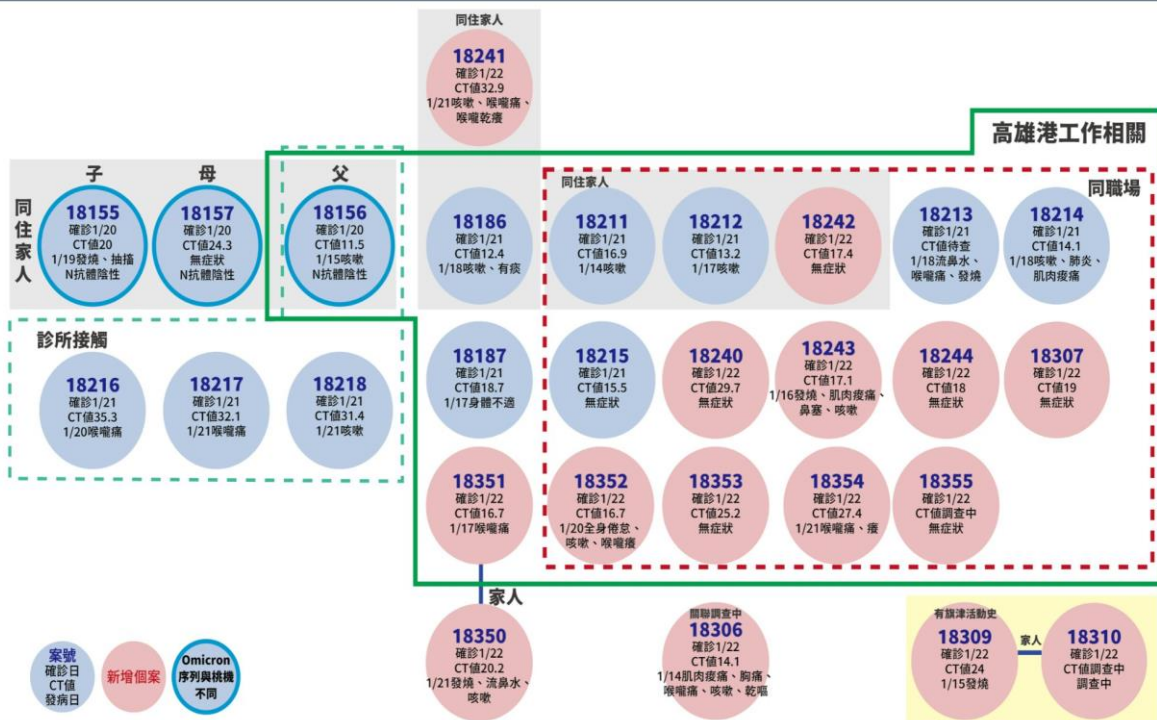 同住家人
18241
確診1/22
CT值32.9
1/21咳嗽、喉嚨痛、
喉嚨乾癢
高雄港工作相關
同住家人
子
18155
確診1/20
CT值20
1/19發燒、抽搐
N抗體陰性
母
18157
確診1/20
CT值24.3
無症狀
N抗體陰性
父
18156
確診1/20
CT值11.5
1/15咳嗽
N抗體陰性
18186
確診1/21
CT值12.4
1/18咳嗽、有痰
同住家人
18211
確診1/21
CT值16.9
1/14咳嗽
18212
確診1/21
CT值13.2
1/17咳嗽
18242
確診1/22
CT值17.4
無症狀
同職場
18213
確診1/21
CT值待查
1/18流鼻水、
喉嚨痛、發燒
18214
確診1/21
CT值14.1
1/18咳嗽、肺炎、
肌肉痠痛
診所接觸
18216
確診1/21
CT值35.3
1/20喉嚨痛
18217
確診1/21
CT值32.1
1/21喉嚨痛
18218
確診1/21
CT值31.4
1/21咳嗽
18187
確診1/21
CT值18.7
1/17身體不適
18215
確診1/21
CT值15.5
無症狀
18240
確診1/22
CT值29.7
無症狀
18243
確診1/22
CT值17.1
1/16發燒、肌肉痠痛、
鼻塞、咳嗽
18244
確診1/22
CT值18
無症狀
18307
確診1/22
CT值19
無症狀
18351
確診1/22
CT值16.7
1/17喉嚨痛
18352
確診1/22
CT值16.7
1/20全身倦怠、
咳嗽、喉嚨癢
18353
確診1/22
CT值25.2
無症狀
18354
確診1/22
CT值27.4
1/21喉嚨痛、癢
18355
確診1/22
CT值調查中
無症狀
家人
18350
確診1/22
CT值20.2
1/21發燒、流鼻水、
咳嗽
關聯調查中
18306
確診1/22
CT值14.1
1/14肌肉痠痛、胸痛、
喉嚨痛、咳嗽、乾嘔
有旗津活動史
18309
確診1/22
CT值24
1/15發燒
家人
18310
確診1/22
CT值調查中
調查中
案號
確診日
CT值
發病日
新增個案
Omicron
序列與桃機
不同